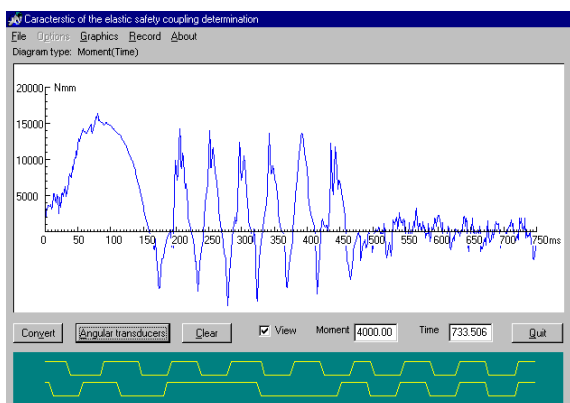 Caracterstic of the elastic safety coupling determination
File Options Graphics Record About
Diagram type: Moment(Time)
20000 Nmm
15000
10000
5000
0 50 100 150 200 250 300 350 400 450 500 550 600 650 700 750ms
Convert Angular transducers Clear View Moment 4000.00 Time 733.506 Quit